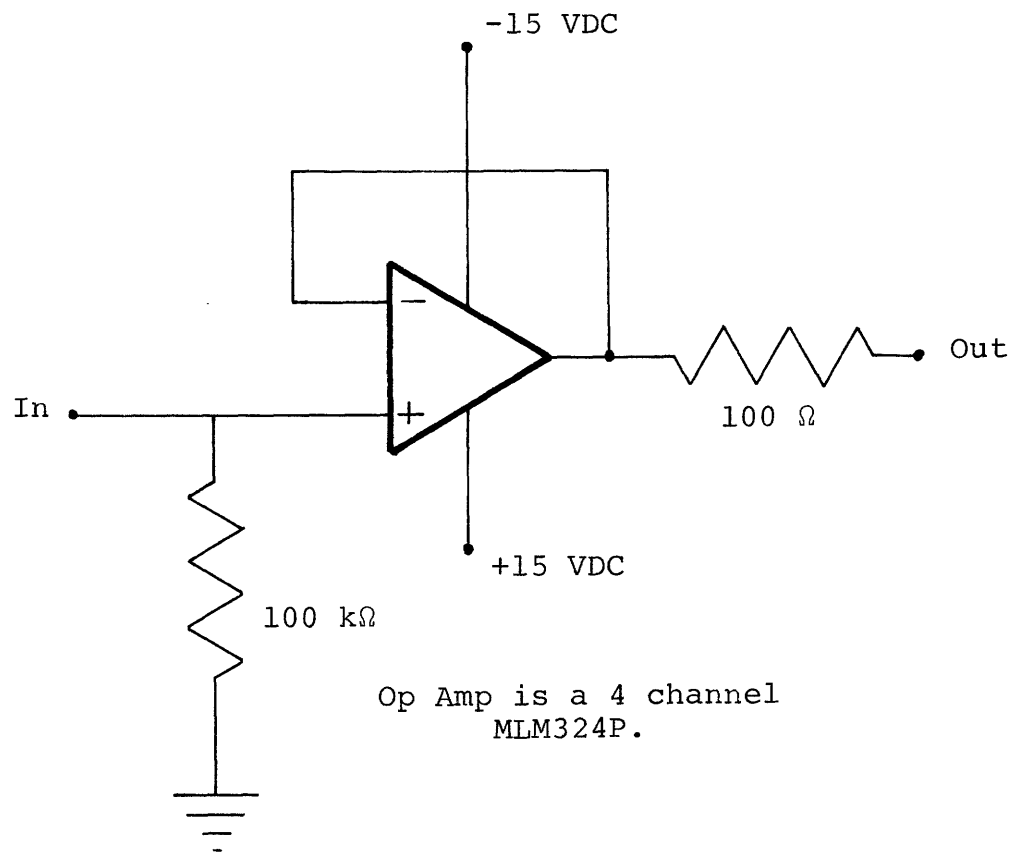 -15 VDC
−
Out
In
+
100 Ω
+15 VDC
100 kΩ
Op Amp is a 4 channel
MLM324P.